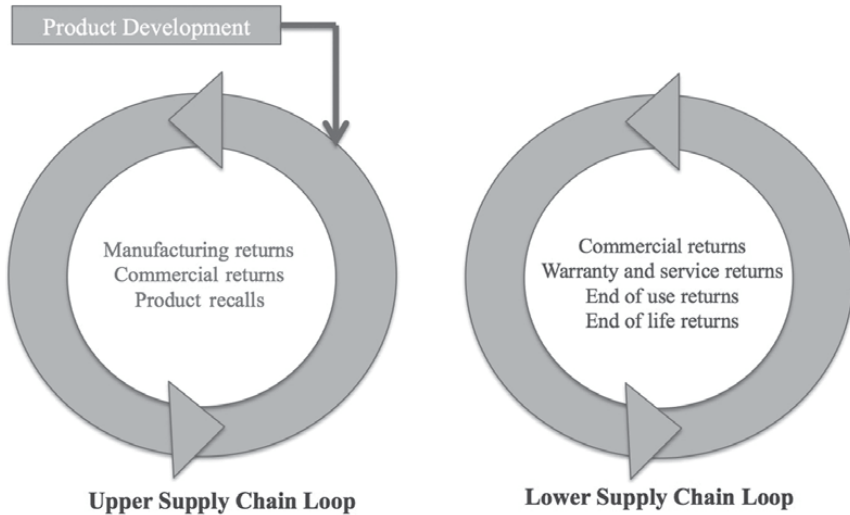 Product Development
Manufacturing returns
Commercial returns
Product recalls
Upper Supply Chain Loop
Commercial returns
Warranty and service returns
End of use returns
End of life returns
Lower Supply Chain Loop